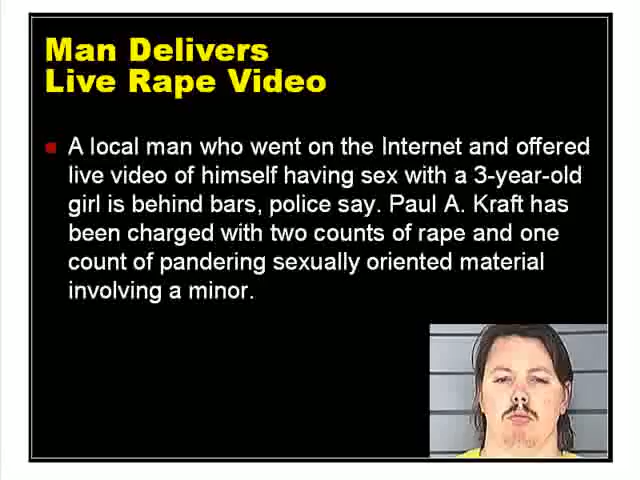 Man Delivers
Live Rape Video
A local man who went on the Internet and offered
live video of himself having sex with a 3-year-old
girl is behind bars, police say. Paul A. Kraft has
been charged with two counts of rape and one
count of pandering sexually oriented material
involving a minor.